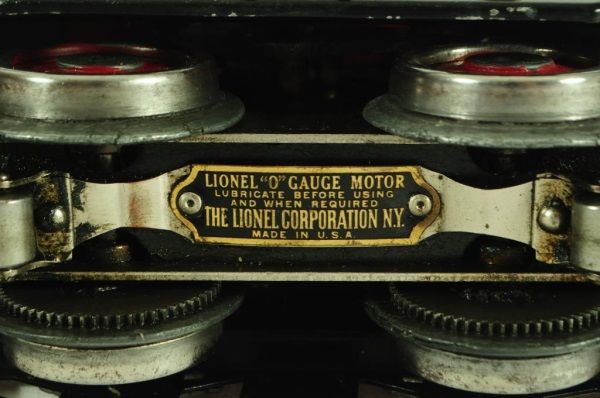 LIONEL "O" GAUGE MOTOR
LUBRICATE BEFORE USING
AND WHEN REQUIRED
THE LIONEL CORPORATION N.Y.
MADE IN U.S.A.